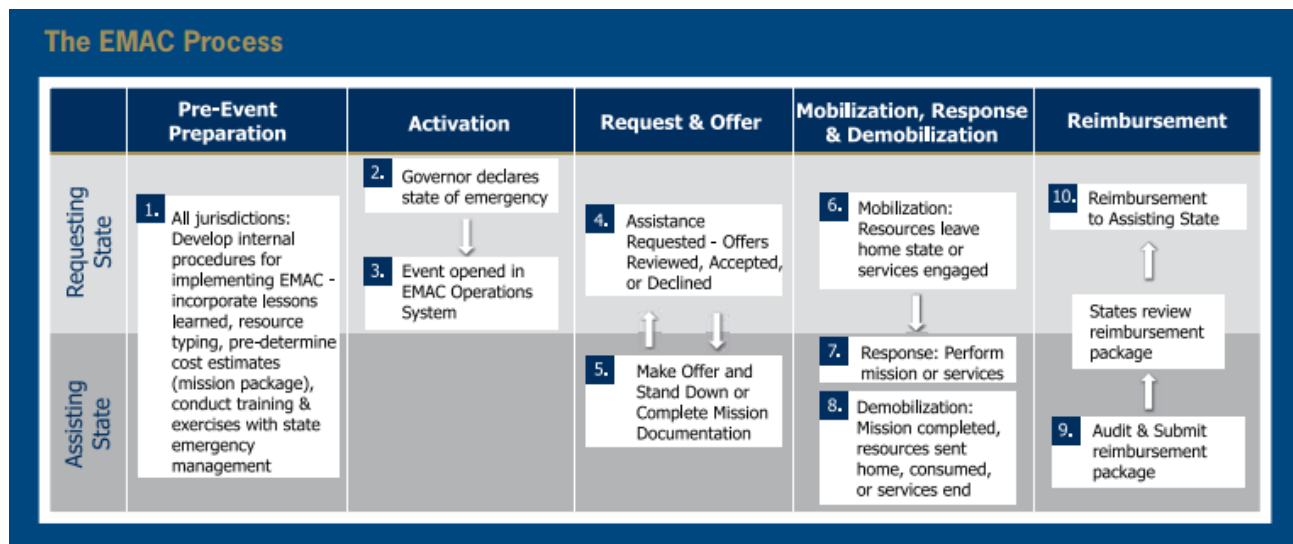 The EMAC Process
Pre-Event
Preparation
Activation
Request & Offer
Mobilization, Response
& Demobilization
Reimbursement
Requesting
State
Assisting
State
1.
All jurisdictions:
Develop internal
procedures for
implementing EMAC -
incorporate lessons
learned, resource
typing, pre-determine
cost estimates
(mission package),
conduct training &
exercises with state
emergency
management
2.
Governor declares
state of emergency
3.
Event opened in
EMAC Operations
System
4.
Assistance
Requested - Offers
Reviewed, Accepted,
or Declined
5.
Make Offer and
Stand Down or
Complete Mission
Documentation
6.
Mobilization:
Resources leave
home state or
services engaged
7.
Response: Perform
mission or services
8.
Demobilization:
Mission completed,
resources sent
home, consumed,
or services end
9.
Audit & Submit
reimbursement
package
States review
reimbursement
package
10.
Reimbursement
to Assisting State